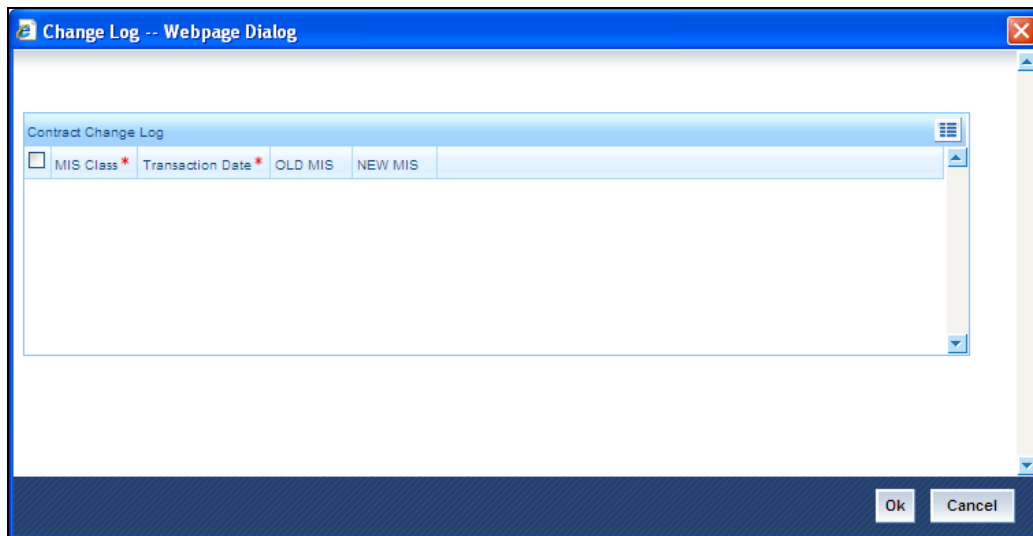 Change Log -- Webpage Dialog
Contract Change Log
MIS Class * Transaction Date * OLD MIS NEW MIS
Ok Cancel